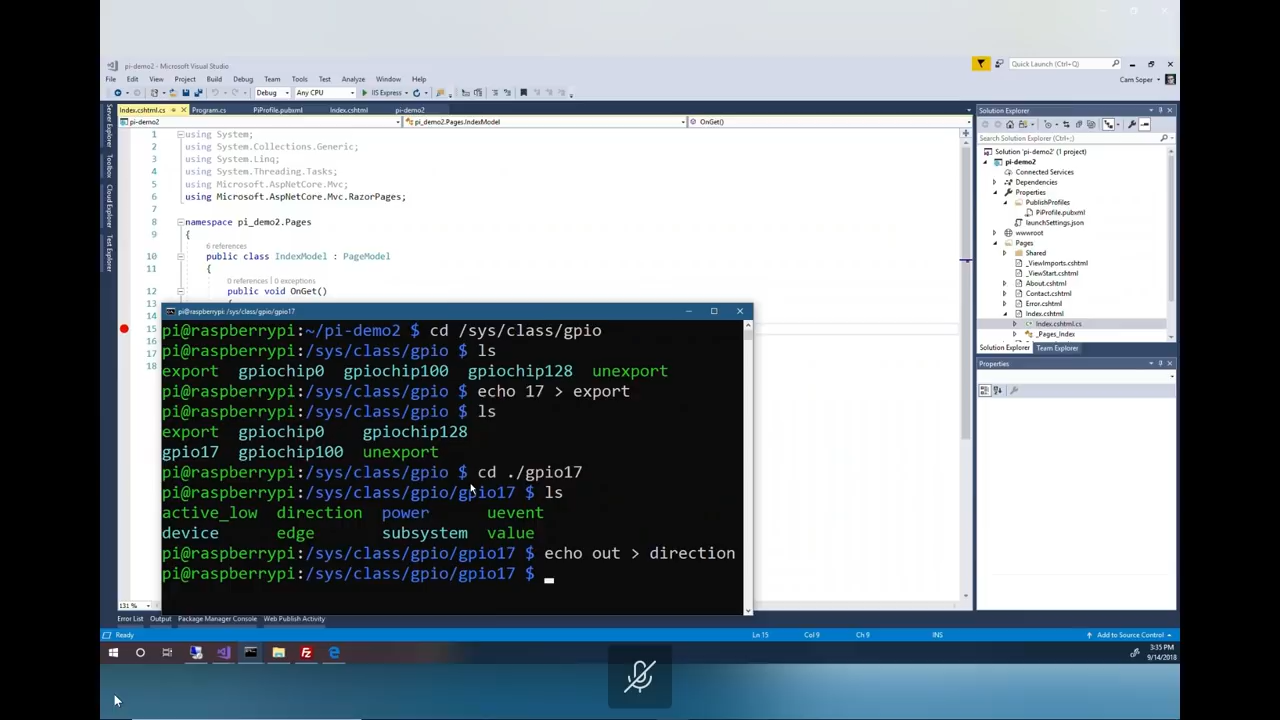 pi-demo2 - Microsoft Visual Studio
Quick Launch (Ctrl+Q)
File Edit View Project Build Debug Team Tools Test Analyze Window Help
Cam Soper
Debug Any CPU IIS Express
Index.cshtml.cs Program.cs PiProfile.pubxml Index.cshtml pi-demo2
pi-demo2 pi_demo2.Pages.IndexModel OnGet()
Server Explorer
Toolbox
Cloud Explorer
Test Explorer
1 using System;
2 using System.Collections.Generic;
3 using System.Linq;
4 using System.Threading.Tasks;
5 using Microsoft.AspNetCore.Mvc;
6 using Microsoft.AspNetCore.Mvc.RazorPages;
7
8 namespace pi_demo2.Pages
9 {
6 references
10 public class IndexModel : PageModel
11 {
0 references | 0 exceptions
12 public void OnGet()
13
14
15
16
17
18
pi@raspberrypi: /sys/class/gpio/gpio17
pi@raspberrypi:~/pi-demo2 $ cd /sys/class/gpio
pi@raspberrypi:/sys/class/gpio $ ls
export gpiochip0 gpiochip100 gpiochip128 unexport
pi@raspberrypi:/sys/class/gpio $ echo 17 > export
pi@raspberrypi:/sys/class/gpio $ ls
export gpiochip0 gpiochip128
gpio17 gpiochip100 unexport
pi@raspberrypi:/sys/class/gpio $ cd ./gpio17
pi@raspberrypi:/sys/class/gpio/gpio17 $ ls
active_low direction power uevent
device edge subsystem value
pi@raspberrypi:/sys/class/gpio/gpio17 $ echo out > direction
pi@raspberrypi:/sys/class/gpio/gpio17 $
Solution Explorer
Search Solution Explorer (Ctrl+;)
Solution 'pi-demo2' (1 project)
pi-demo2
Connected Services
Dependencies
Properties
PublishProfiles
PiProfile.pubxml
launchSettings.json
wwwroot
Pages
Shared
_ViewImports.cshtml
_ViewStart.cshtml
About.cshtml
Contact.cshtml
Error.cshtml
Index.cshtml
Index.cshtml.cs
_Pages_Index
Solution Explorer Team Explorer
Properties
131 %
Error List Output Package Manager Console Web Publish Activity
Ready Ln 15 Col 9 Ch 9 INS Add to Source Control
3:35 PM
9/14/2018